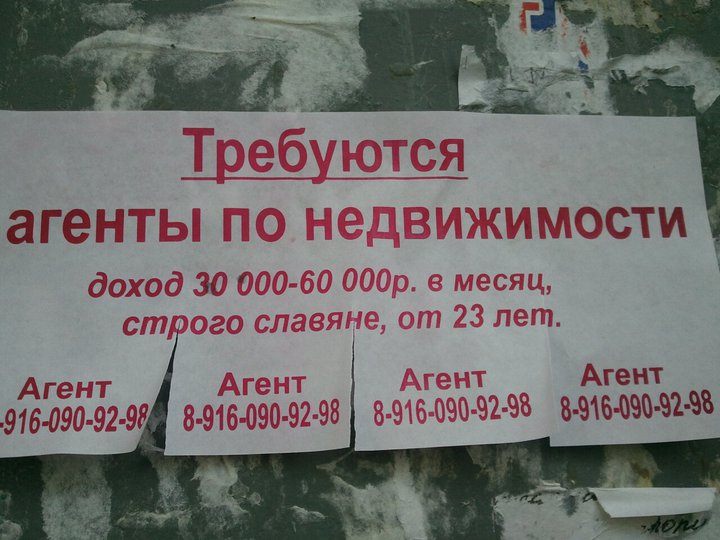 Требуются
агенты по недвижимости
доход 30 000-60 000р. в месяц,
строго славяне, от 23 лет.
Агент
-916-090-92-98
Агент
8-916-090-92-98
Агент
8-916-090-92-98
Агент
8-916-090-92-98